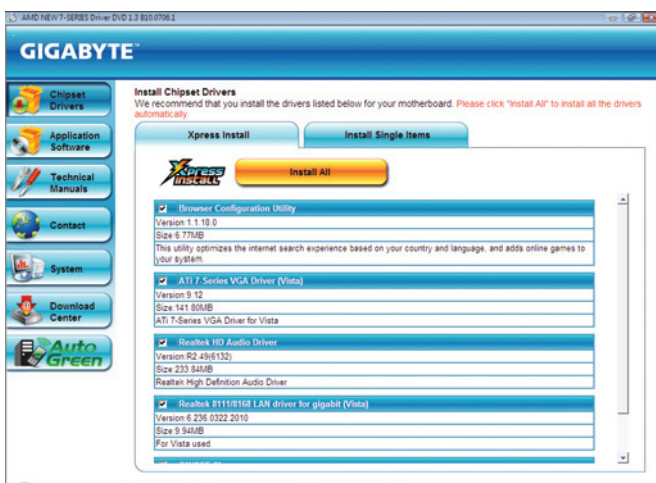 AMD NEW 7-SERIES Driver DVD 1.3 B10.0706.1
GIGABYTE™
Chipset
Drivers
Application
Software
Technical
Manuals
Contact
System
Download
Center
Auto
Green
Install Chipset Drivers
We recommend that you install the drivers listed below for your motherboard. Please click "Install All" to install all the drivers
automatically.
Xpress Install
Install Single Items
Xpress
Install
Install All
Browser Configuration Utility
Version:1.1.18.0
Size:6.77MB
This utility optimizes the internet search experience based on your country and language, and adds online games to
your system.
ATi 7-Series VGA Driver (Vista)
Version:9.12
Size:141.80MB
ATi 7-Series VGA Driver for Vista
Realtek HD Audio Driver
Version:R2.49(6132)
Size:233.84MB
Realtek High Definition Audio Driver
Realtek 8111/8168 LAN driver for gigabit (Vista)
Version:6.236.0322.2010
Size:9.94MB
For Vista used